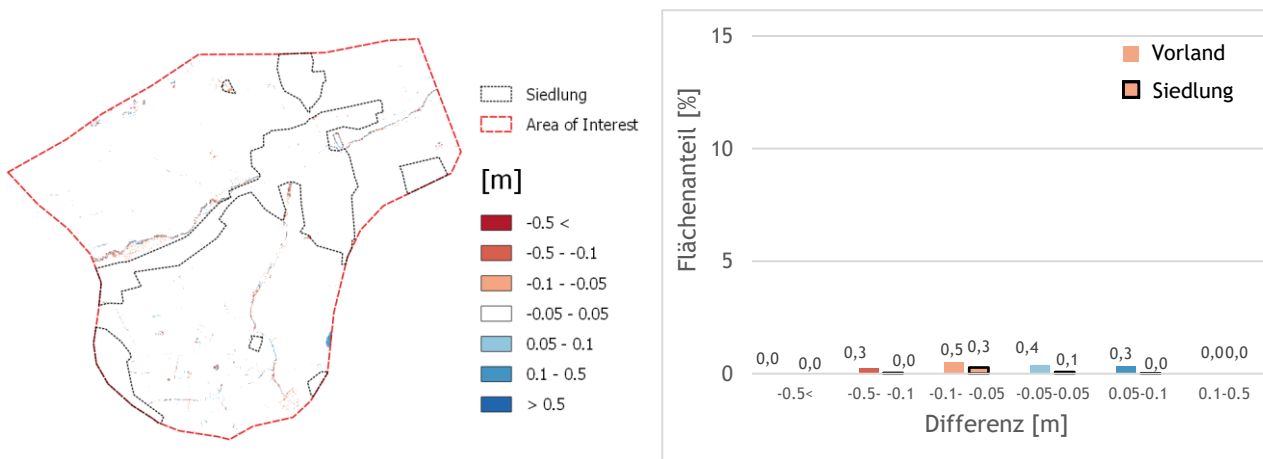 Siedlung
Area of Interest
[m]
-0.5 <
-0.5 - -0.1
-0.1 - -0.05
-0.05 - 0.05
0.05 - 0.1
0.1 - 0.5
> 0.5
Flächenanteil [%]
15
10
5
0
Vorland
Siedlung
0,0 0,0 0,3 0,0 0,5 0,3 0,4 0,1 0,3 0,0 0,00,0
-0.5< -0.5- -0.1 -0.1- -0.05 -0.05-0.05 0.05-0.1 0.1-0.5
Differenz [m]